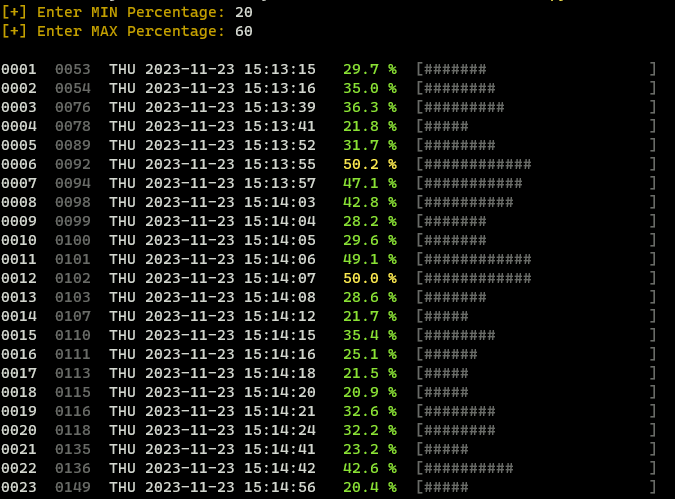 [+] Enter MIN Percentage: 20
[+] Enter MAX Percentage: 60
0001 0053 THU 2023-11-23 15:13:15 29.7 % [####### ]
0002 0054 THU 2023-11-23 15:13:16 35.0 % [######## ]
0003 0076 THU 2023-11-23 15:13:39 36.3 % [######### ]
0004 0078 THU 2023-11-23 15:13:41 21.8 % [##### ]
0005 0089 THU 2023-11-23 15:13:52 31.7 % [######## ]
0006 0092 THU 2023-11-23 15:13:55 50.2 % [############ ]
0007 0094 THU 2023-11-23 15:13:57 47.1 % [########### ]
0008 0098 THU 2023-11-23 15:14:03 42.8 % [########## ]
0009 0099 THU 2023-11-23 15:14:04 28.2 % [####### ]
0010 0100 THU 2023-11-23 15:14:05 29.6 % [####### ]
0011 0101 THU 2023-11-23 15:14:06 49.1 % [############ ]
0012 0102 THU 2023-11-23 15:14:07 50.0 % [############ ]
0013 0103 THU 2023-11-23 15:14:08 28.6 % [####### ]
0014 0107 THU 2023-11-23 15:14:12 21.7 % [##### ]
0015 0110 THU 2023-11-23 15:14:15 35.4 % [######## ]
0016 0111 THU 2023-11-23 15:14:16 25.1 % [###### ]
0017 0113 THU 2023-11-23 15:14:18 21.5 % [##### ]
0018 0115 THU 2023-11-23 15:14:20 20.9 % [##### ]
0019 0116 THU 2023-11-23 15:14:21 32.6 % [######## ]
0020 0118 THU 2023-11-23 15:14:24 32.2 % [######## ]
0021 0135 THU 2023-11-23 15:14:41 23.2 % [##### ]
0022 0136 THU 2023-11-23 15:14:42 42.6 % [########## ]
0023 0149 THU 2023-11-23 15:14:56 20.4 % [##### ]